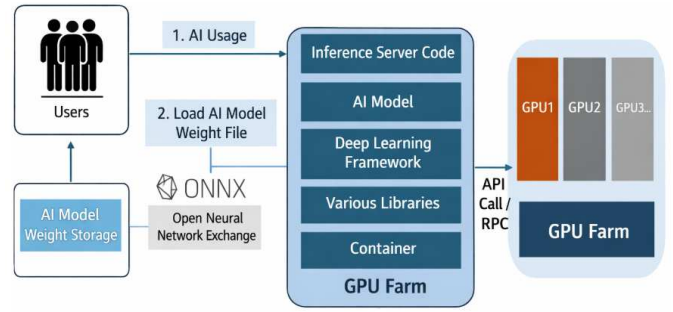 1. AI Usage
Users
2. Load AI Model
Weight File
ONNX
Open Neural
Network Exchange
AI Model
Weight Storage
Inference Server Code
AI Model
Deep Learning
Framework
Various Libraries
Container
GPU Farm
API
Call /
RPC
GPU1
GPU2
GPU3...
GPU Farm